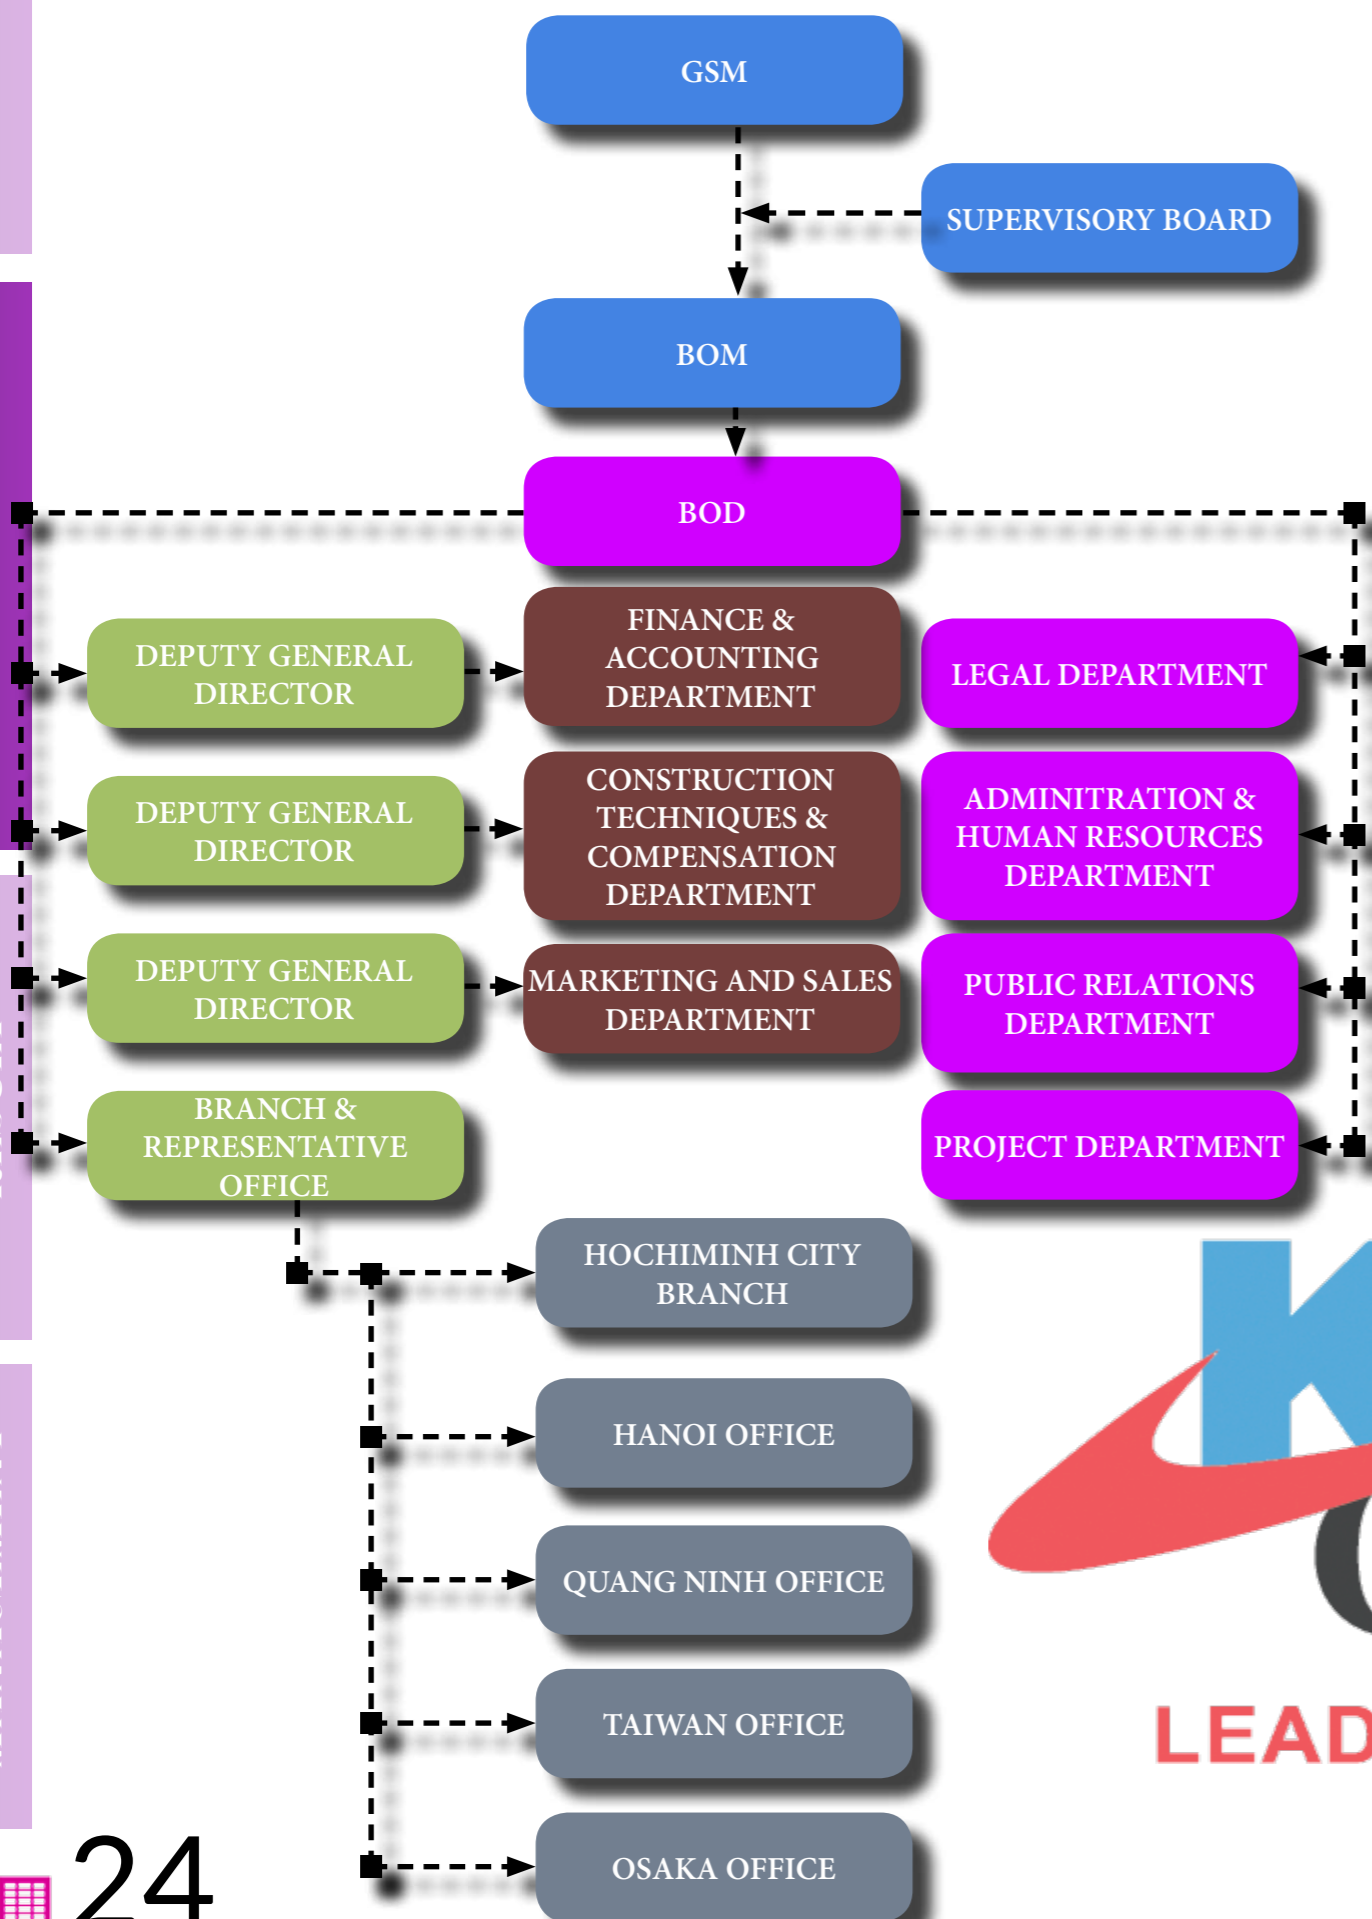 GSM
SUPERVISORY BOARD
BOM
BOD
DEPUTY GENERAL
DIRECTOR
FINANCE &
ACCOUNTING
DEPARTMENT
LEGAL DEPARTMENT
DEPUTY GENERAL
DIRECTOR
CONSTRUCTION
TECHNIQUES &
COMPENSATION
DEPARTMENT
ADMINITRATION &
HUMAN RESOURCES
DEPARTMENT
DEPUTY GENERAL
DIRECTOR
MARKETING AND SALES
DEPARTMENT
PUBLIC RELATIONS
DEPARTMENT
BRANCH &
REPRESENTATIVE
OFFICE
PROJECT DEPARTMENT
HOCHIMINH CITY
BRANCH
HANOI OFFICE
QUANG NINH OFFICE
TAIWAN OFFICE
OSAKA OFFICE
K
LEAD
24